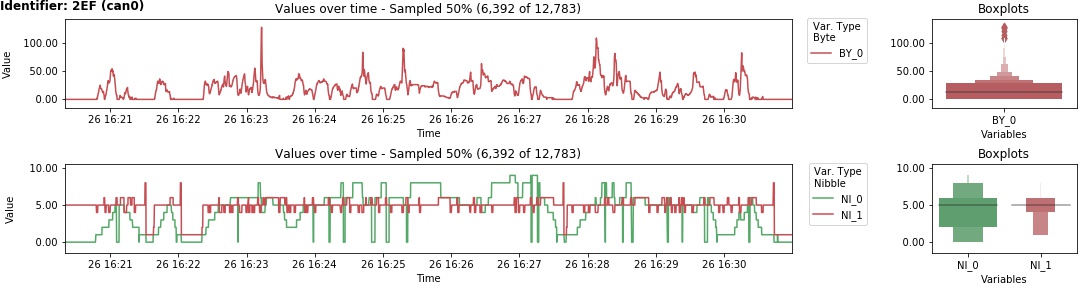 Identifier: 2EF (can0)
Values over time - Sampled 50% (6,392 of 12,783)
Value
100.00
50.00
0.00
26 16:21 26 16:22 26 16:23 26 16:24 26 16:25 26 16:26 26 16:27 26 16:28 26 16:29 26 16:30
Time
Var. Type
Byte
BY_0
Boxplots
100.00
50.00
0.00
BY_0
Variables
Values over time - Sampled 50% (6,392 of 12,783)
Value
10.00
5.00
0.00
26 16:21 26 16:22 26 16:23 26 16:24 26 16:25 26 16:26 26 16:27 26 16:28 26 16:29 26 16:30
Time
Var. Type
Nibble
NI_0
NI_1
Boxplots
10.00
5.00
0.00
NI_0 NI_1
Variables